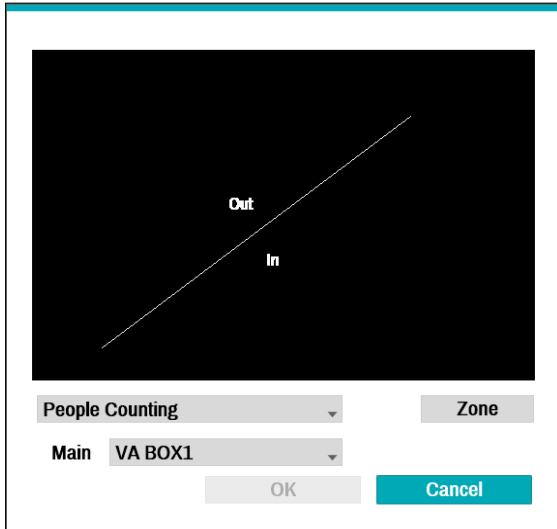 Out
In
People Counting
Zone
Main VA BOX1
OK
Cancel